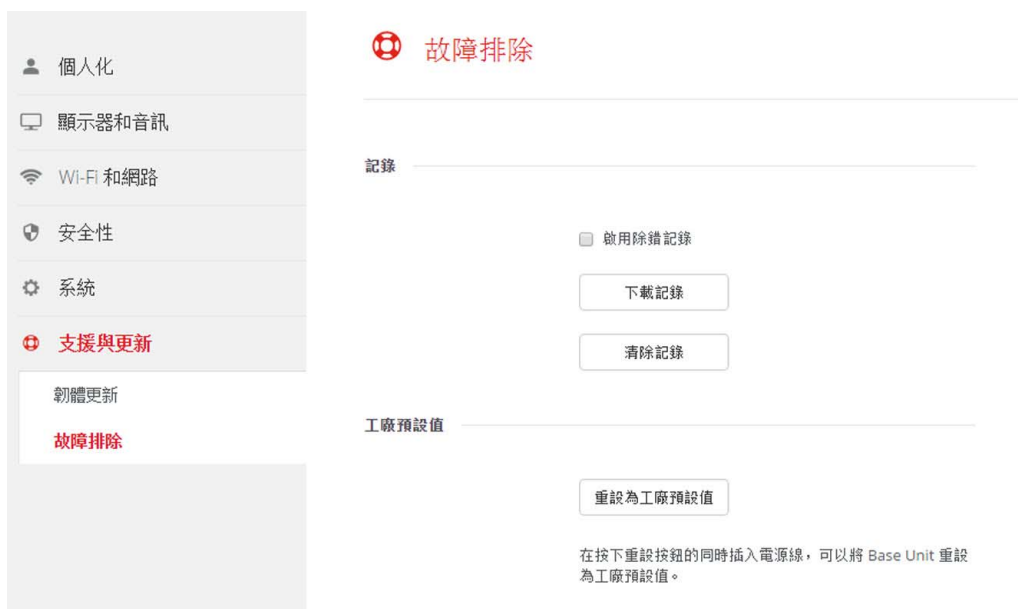 個人化
顯示器和音訊
Wi-Fi 和網路
安全性
系統
支援與更新
韌體更新
故障排除
故障排除
記錄
啟用除錯記錄
下載記錄
清除記錄
工廠預設值
重設為工廠預設值
在按下重設按鈕的同時插入電源線，可以將 Base Unit 重設
為工廠預設值。